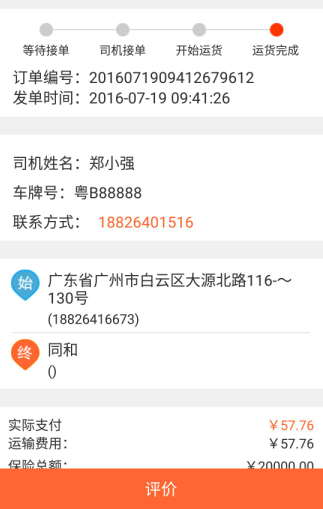 等待接单 司机接单 开始运货 运货完成
订单编号：2016071909412679612
发单时间：2016-07-19 09:41:26
司机姓名：郑小强
车牌号：粤B88888
联系方式： 18826401516
始 广东省广州市白云区大源北路116-～
130号
(18826416673)
终 同和
()
实际支付 ￥57.76
运输费用： ￥57.76
保险总额： ￥20000.00
评价